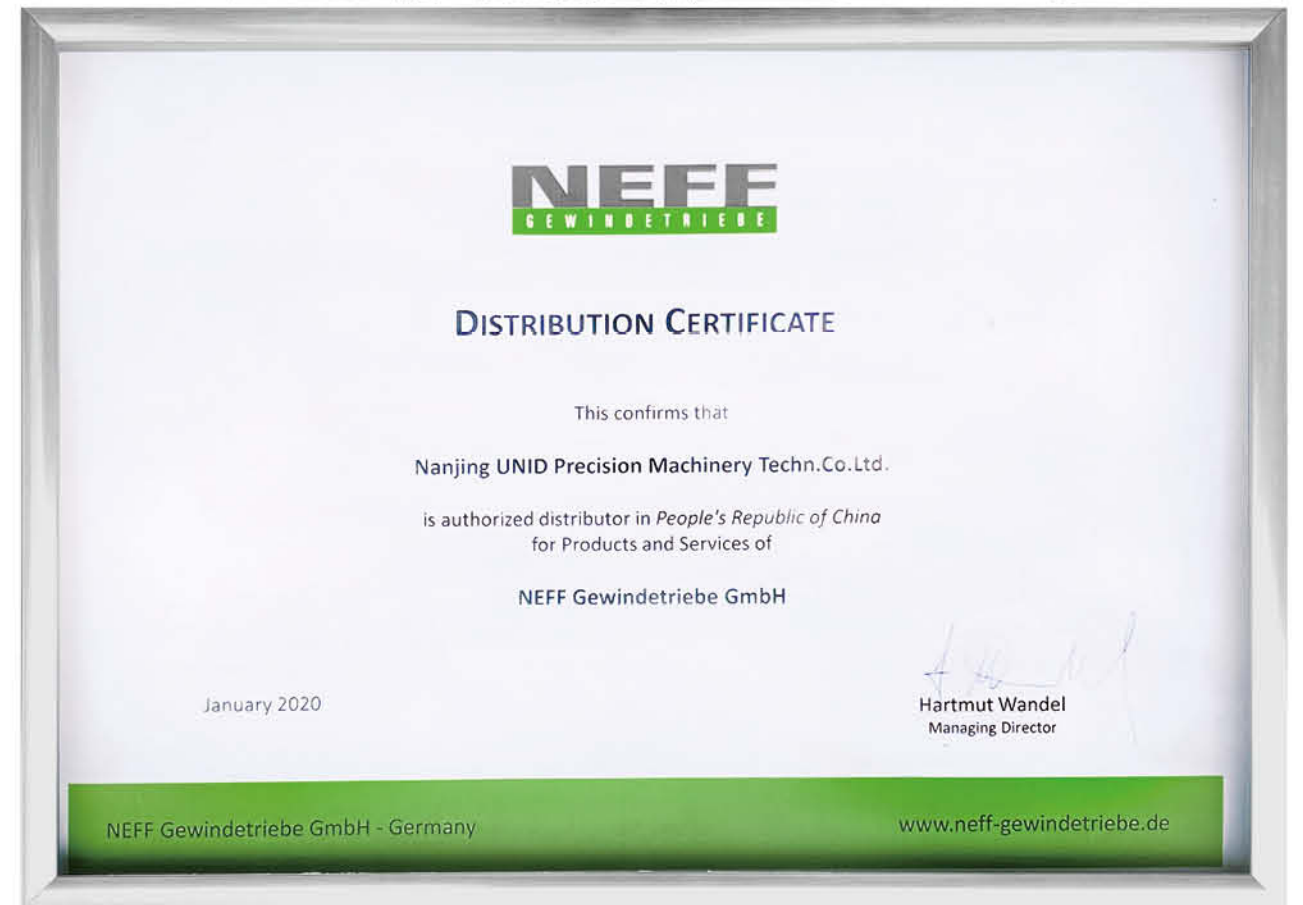 NEFF
GEWINDETRIEBE
DISTRIBUTION CERTIFICATE
This confirms that
Nanjing UNID Precision Machinery Techn.Co.Ltd.
is authorized distributor in People's Republic of China
for Products and Services of
NEFF Gewindetriebe GmbH
January 2020
Hartmut Wandel
Managing Director
NEFF Gewindetriebe GmbH - Germany
www.neff-gewindetriebe.de